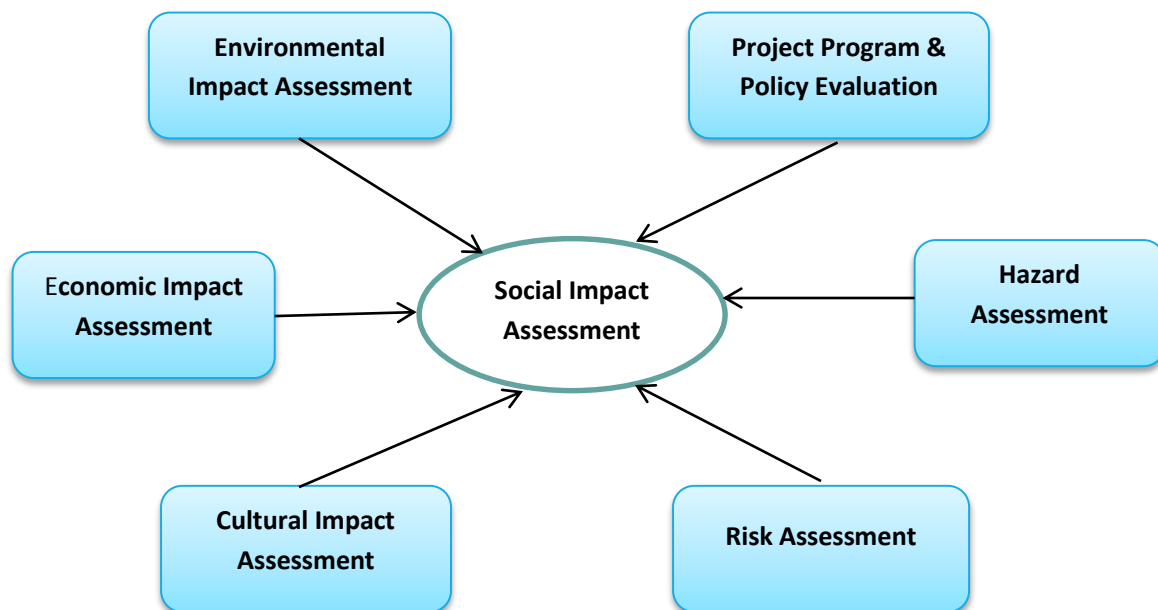 Environmental
Impact Assessment
Project Program &
Policy Evaluation
Economic Impact
Assessment
Social Impact
Assessment
Hazard
Assessment
Cultural Impact
Assessment
Risk Assessment